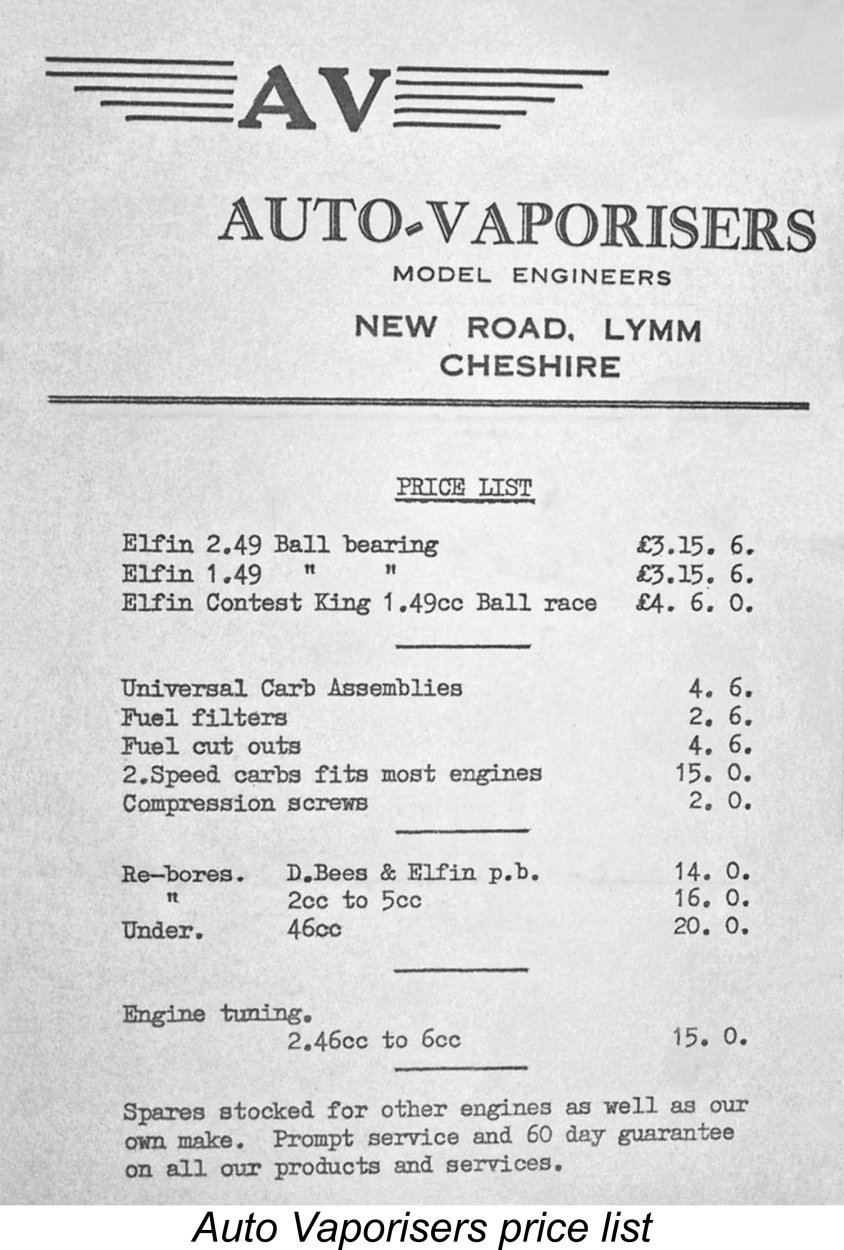 AV
AUTO-VAPORISERS
MODEL ENGINEERS
NEW ROAD, LYMM
CHESHIRE
PRICE LIST
Elfin 2.49 Ball bearing £3.15. 6.
Elfin 1.49 " " £3.15. 6.
Elfin Contest King 1.49cc Ball race £4. 6. 0.
Universal Carb Assemblies 4. 6.
Fuel filters 2. 6.
Fuel cut outs 4. 6.
2.Speed carbs fits most engines 15. 0.
Compression screws 2. 0.
Re-bores. D.Bees & Elfin p.b. 14. 0.
" 2cc to 5cc 16. 0.
Under. 46cc 20. 0.
Engine tuning.
2.46cc to 6cc 15. 0.
Spares stocked for other engines as well as our
own make. Prompt service and 60 day guarantee
on all our products and services.
Auto Vaporisers price list